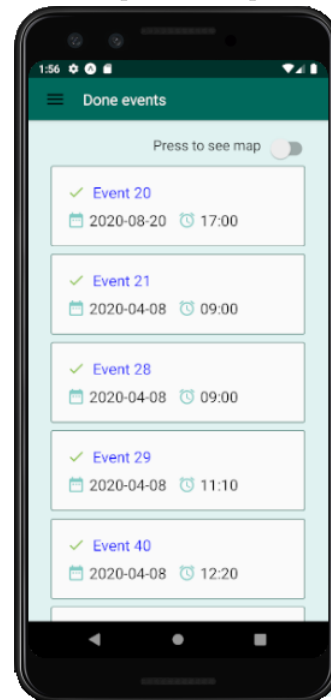 1:56
Done events
Press to see map
Event 20
2020-08-20 17:00
Event 21
2020-04-08 09:00
Event 28
2020-04-08 09:00
Event 29
2020-04-08 11:10
Event 40
2020-04-08 12:20